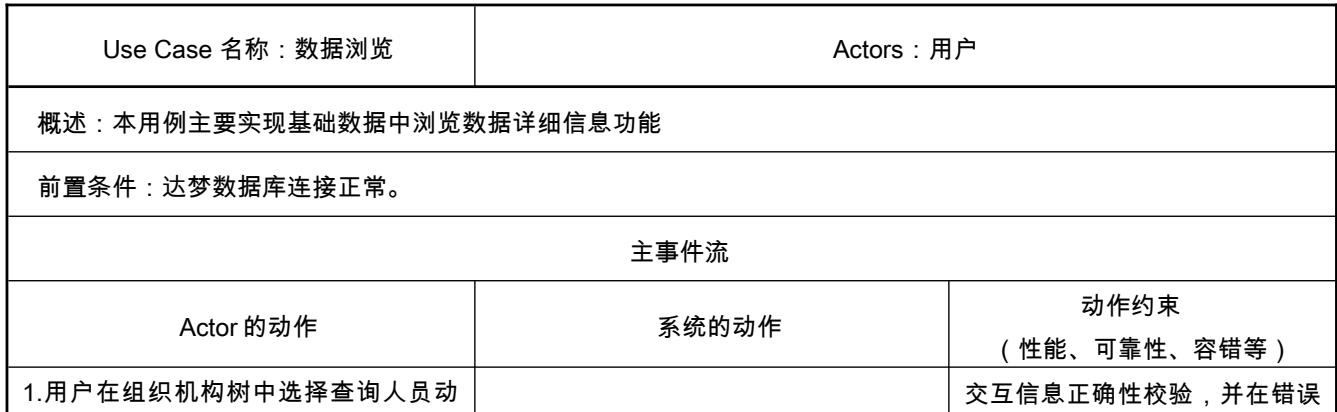 Use Case 名称：数据浏览
Actors：用户
概述：本用例主要实现基础数据中浏览数据详细信息功能
前置条件：达梦数据库连接正常。
主事件流
Actor 的动作
系统的动作
动作约束
（性能、可靠性、容错等）
1.用户在组织机构树中选择查询人员动
交互信息正确性校验，并在错误